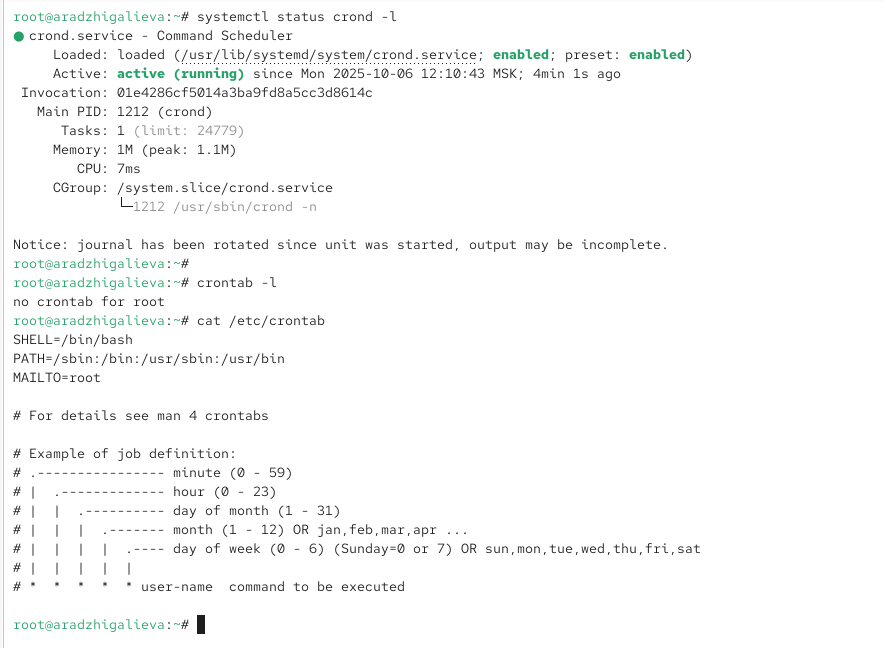 root@aradzhigalieva:~# systemctl status crond -l
● crond.service - Command Scheduler
     Loaded: loaded (/usr/lib/systemd/system/crond.service; enabled; preset: enabled)
     Active: active (running) since Mon 2025-10-06 12:10:43 MSK; 4min 1s ago
 Invocation: 01e4286cf5014a3ba9fd8a5cc3d8614c
   Main PID: 1212 (crond)
      Tasks: 1 (limit: 24779)
     Memory: 1M (peak: 1.1M)
        CPU: 7ms
     CGroup: /system.slice/crond.service
             └─1212 /usr/sbin/crond -n

Notice: journal has been rotated since unit was started, output may be incomplete.
root@aradzhigalieva:~#
root@aradzhigalieva:~# crontab -l
no crontab for root
root@aradzhigalieva:~# cat /etc/crontab
SHELL=/bin/bash
PATH=/sbin:/bin:/usr/sbin:/usr/bin
MAILTO=root

# For details see man 4 crontabs

# Example of job definition:
# .---------------- minute (0 - 59)
# |  .------------- hour (0 - 23)
# |  |  .---------- day of month (1 - 31)
# |  |  |  .------- month (1 - 12) OR jan,feb,mar,apr ...
# |  |  |  |  .---- day of week (0 - 6) (Sunday=0 or 7) OR sun,mon,tue,wed,thu,fri,sat
# |  |  |  |  |
# *  *  *  *  * user-name  command to be executed

root@aradzhigalieva:~#